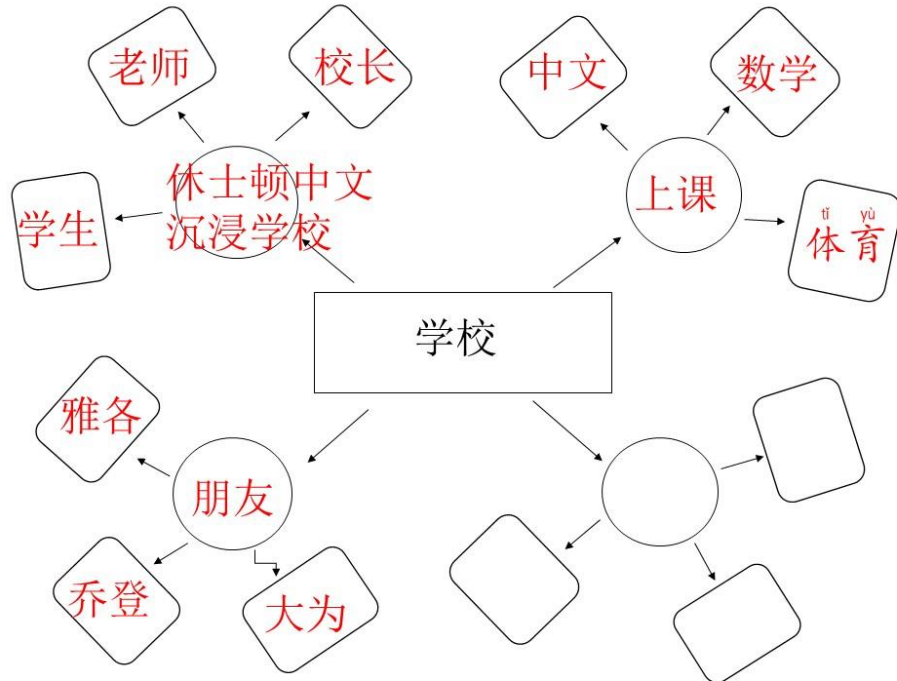 老师
校长
中文
数学
休士顿中文
沉浸学校
上课
学生
tǐ yù
体育
学校
雅各
朋友
乔登
大为